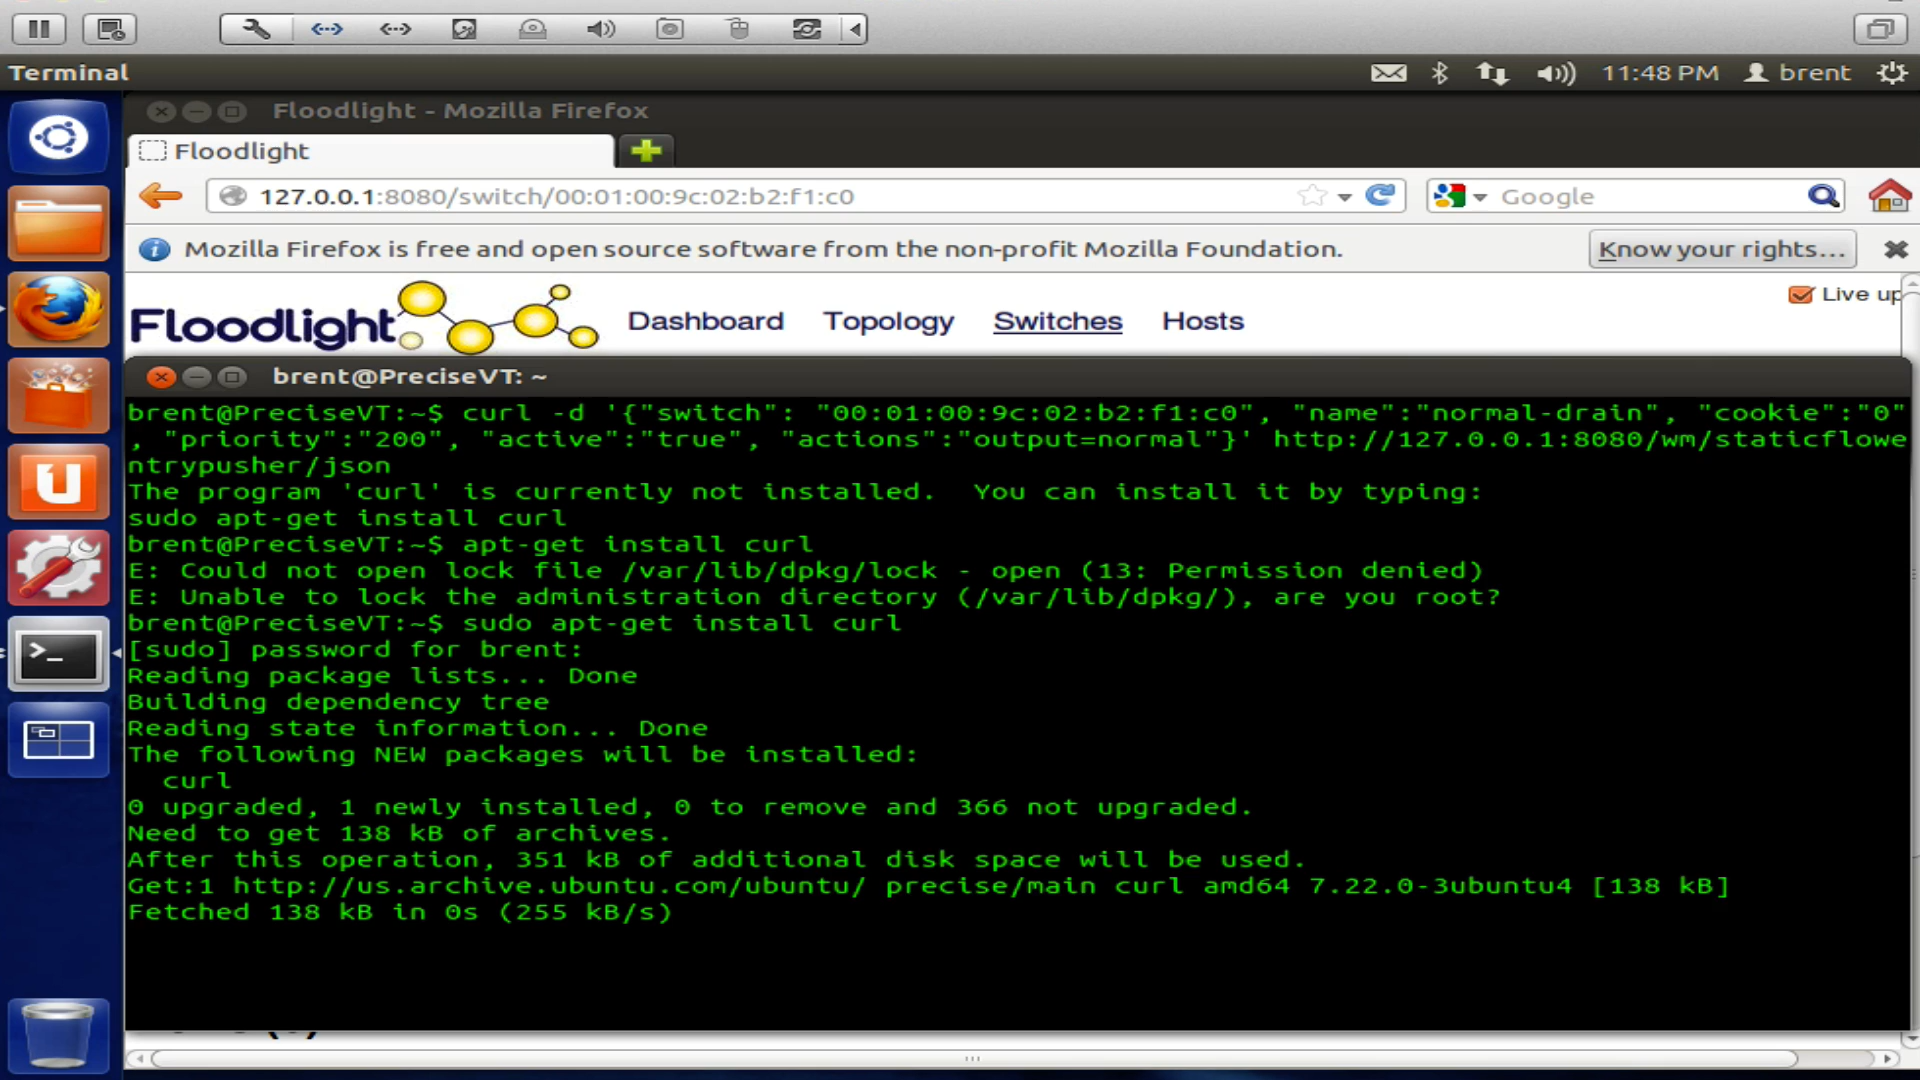 Terminal
11:48 PM brent
Floodlight - Mozilla Firefox
Floodlight
127.0.0.1:8080/switch/00:01:00:9c:02:b2:f1:c0
Google
Mozilla Firefox is free and open source software from the non-profit Mozilla Foundation.
Know your rights...
Live up
Floodlight Dashboard Topology Switches Hosts
brent@PreciseVT: ~
brent@PreciseVT:~$ curl -d '{"switch": "00:01:00:9c:02:b2:f1:c0", "name":"normal-drain", "cookie":"0"
, "priority":"200", "active":"true", "actions":"output=normal"}' http://127.0.0.1:8080/wm/staticflowe
ntrypusher/json
The program 'curl' is currently not installed.  You can install it by typing:
sudo apt-get install curl
brent@PreciseVT:~$ apt-get install curl
E: Could not open lock file /var/lib/dpkg/lock - open (13: Permission denied)
E: Unable to lock the administration directory (/var/lib/dpkg/), are you root?
brent@PreciseVT:~$ sudo apt-get install curl
[sudo] password for brent:
Reading package lists... Done
Building dependency tree
Reading state information... Done
The following NEW packages will be installed:
  curl
0 upgraded, 1 newly installed, 0 to remove and 366 not upgraded.
Need to get 138 kB of archives.
After this operation, 351 kB of additional disk space will be used.
Get:1 http://us.archive.ubuntu.com/ubuntu/ precise/main curl amd64 7.22.0-3ubuntu4 [138 kB]
Fetched 138 kB in 0s (255 kB/s)